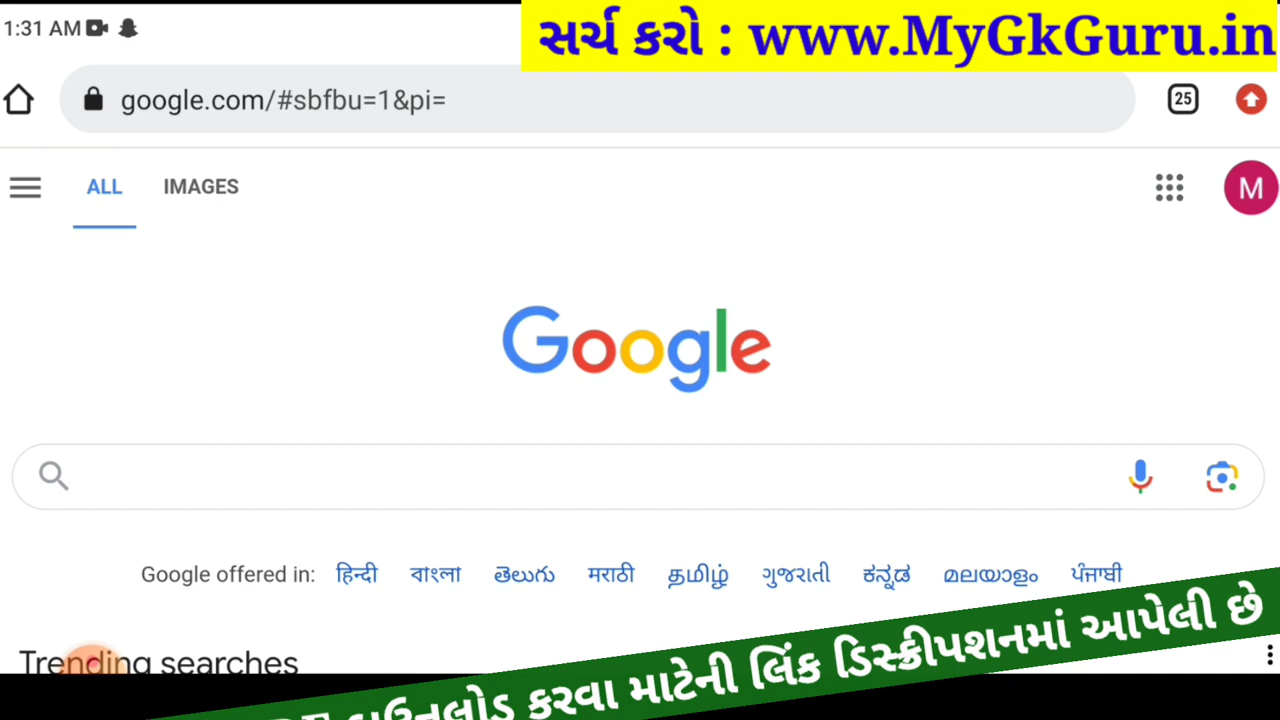 1:31 AM
સર્ચ કરો : www.MyGkGuru.in
google.com/#sbfbu=1&pi=
25
ALL IMAGES
M
Google
Google offered in: हिन्दी বাংলা తెలుగు मराठी தமிழ் ગુજરાતી ಕನ್ನಡ മലയാളം ਪੰਜਾਬੀ
Trending searches
ડાઉનલોડ કરવા માટેની લિંક ડિસ્ક્રીપશનમાં આપેલી છે